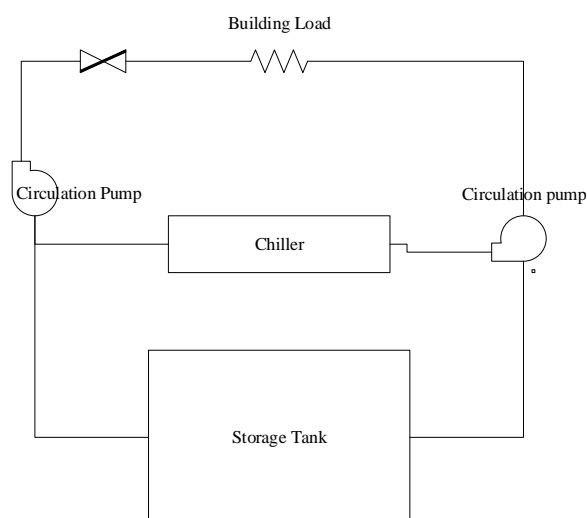 Building Load
Circulation Pump
Circulation pump
Chiller
Storage Tank